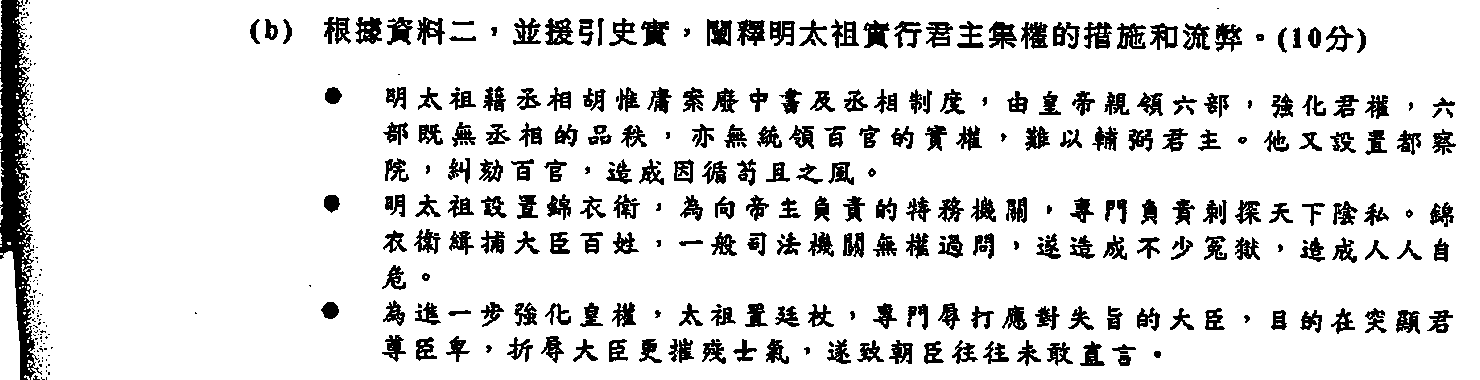 (b) 根據資料二，並援引史實，闡釋明太祖實行君主集權的措施和流弊。(10分)
● 明太祖藉丞相胡惟庸案廢中書及丞相制度，由皇帝親領六部，強化君權，六
部既無丞相的品秩，亦無統領百官的實權，難以輔弼君主。他又設置都察
院，糾劾百官，造成因循苟且之風。
● 明太祖設置錦衣衛，為向帝主負責的特務機關，專門負責刺探天下陰私。錦
衣衛緝捕大臣百姓，一般司法機關無權過問，遂造成不少冤獄，造成人人自
危。
● 為進一步強化皇權，太祖置廷杖，專門辱打應對失旨的大臣，目的在突顯君
尊臣卑，折辱大臣更摧殘士氣，遂致朝臣往往未敢直言。